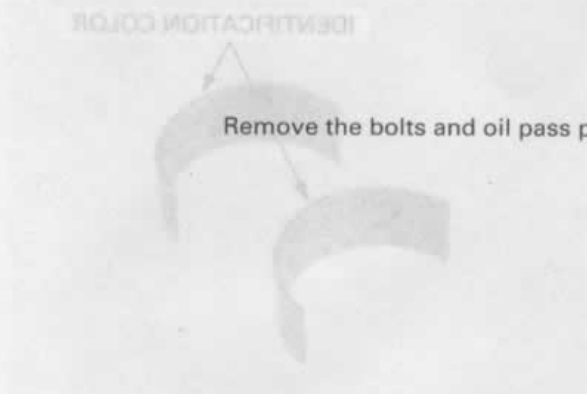 IDENTIFICATION COLOR
Remove the bolts and oil pass p